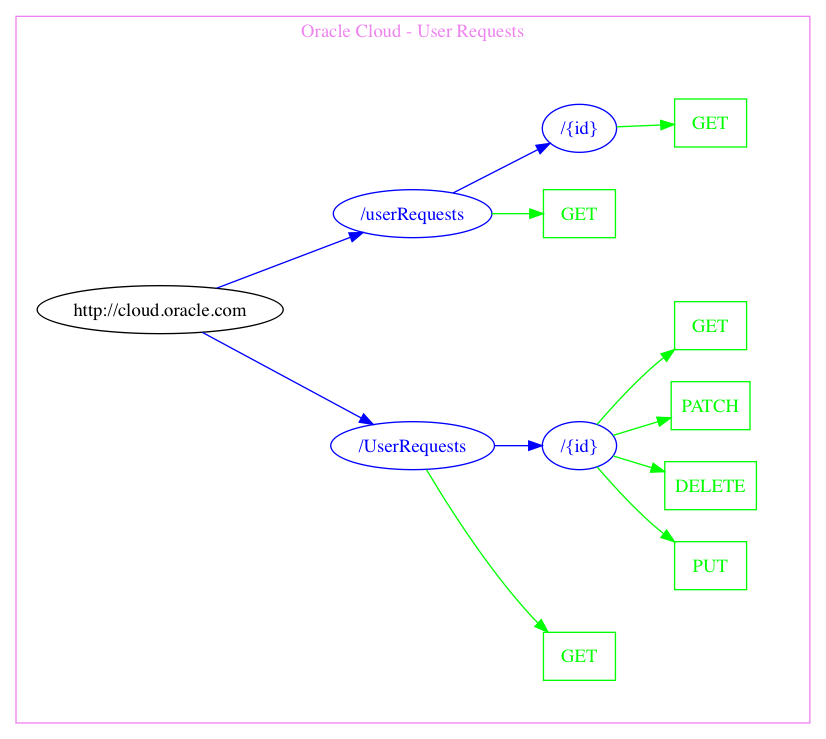 Oracle Cloud - User Requests
/{id}
GET
/userRequests
GET
http://cloud.oracle.com
GET
PATCH
/UserRequests
/{id}
DELETE
PUT
GET